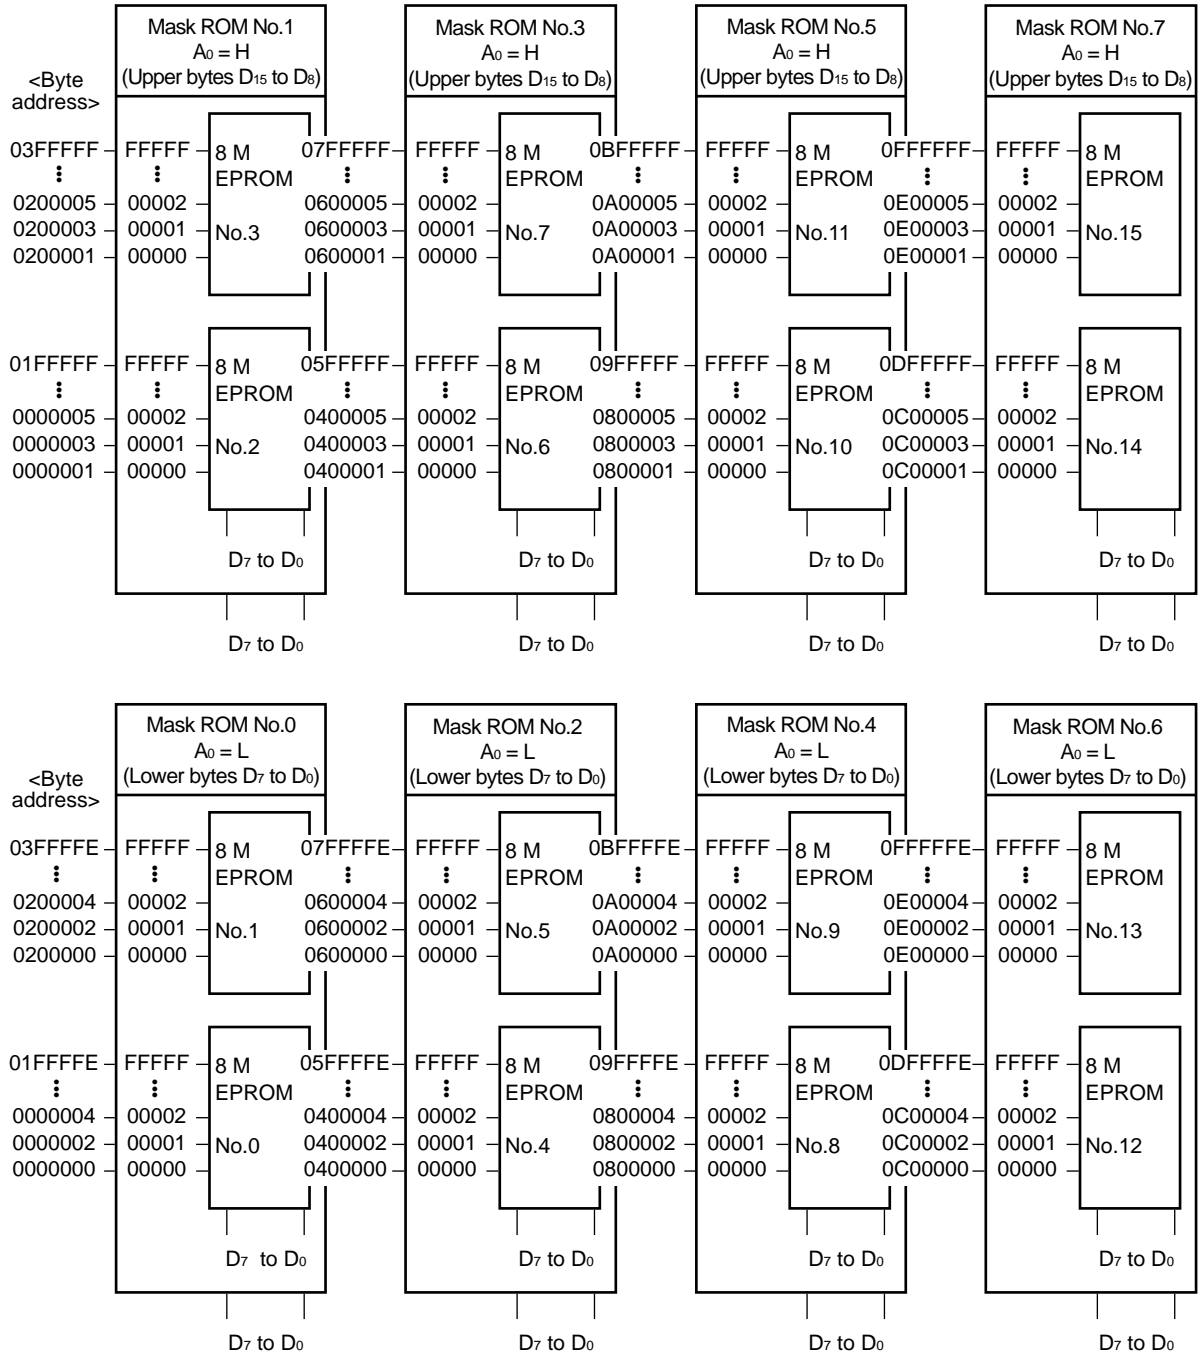 Mask ROM No.1
A0 = H
(Upper bytes D15 to D8)
Mask ROM No.3
A0 = H
(Upper bytes D15 to D8)
Mask ROM No.5
A0 = H
(Upper bytes D15 to D8)
Mask ROM No.7
A0 = H
(Upper bytes D15 to D8)
<Byte
address>
03FFFFF FFFFF 8 M 07FFFFF FFFFF 8 M 0BFFFFF FFFFF 8 M 0FFFFFF FFFFF 8 M
EPROM EPROM EPROM EPROM
0200005 00002 0600005 00002 0A00005 00002 0E00005 00002
0200003 00001 No.3 0600003 00001 No.7 0A00003 00001 No.11 0E00003 00001 No.15
0200001 00000 0600001 00000 0A00001 00000 0E00001 00000
01FFFFF FFFFF 8 M 05FFFFF FFFFF 8 M 09FFFFF FFFFF 8 M 0DFFFFF FFFFF 8 M
EPROM EPROM EPROM EPROM
0000005 00002 0400005 00002 0800005 00002 0C00005 00002
0000003 00001 No.2 0400003 00001 No.6 0800003 00001 No.10 0C00003 00001 No.14
0000001 00000 0400001 00000 0800001 00000 0C00001 00000
D7 to D0 D7 to D0 D7 to D0 D7 to D0
D7 to D0 D7 to D0 D7 to D0 D7 to D0
Mask ROM No.0
A0 = L
(Lower bytes D7 to D0)
Mask ROM No.2
A0 = L
(Lower bytes D7 to D0)
Mask ROM No.4
A0 = L
(Lower bytes D7 to D0)
Mask ROM No.6
A0 = L
(Lower bytes D7 to D0)
<Byte
address>
03FFFFE FFFFF 8 M 07FFFFE FFFFF 8 M 0BFFFFE FFFFF 8 M 0FFFFFE FFFFF 8 M
EPROM EPROM EPROM EPROM
0200004 00002 0600004 00002 0A00004 00002 0E00004 00002
0200002 00001 No.1 0600002 00001 No.5 0A00002 00001 No.9 0E00002 00001 No.13
0200000 00000 0600000 00000 0A00000 00000 0E00000 00000
01FFFFE FFFFF 8 M 05FFFFE FFFFF 8 M 09FFFFE FFFFF 8 M 0DFFFFE FFFFF 8 M
EPROM EPROM EPROM EPROM
0000004 00002 0400004 00002 0800004 00002 0C00004 00002
0000002 00001 No.0 0400002 00001 No.4 0800002 00001 No.8 0C00002 00001 No.12
0000000 00000 0400000 00000 0800000 00000 0C00000 00000
D7 to D0 D7 to D0 D7 to D0 D7 to D0
D7 to D0 D7 to D0 D7 to D0 D7 to D0